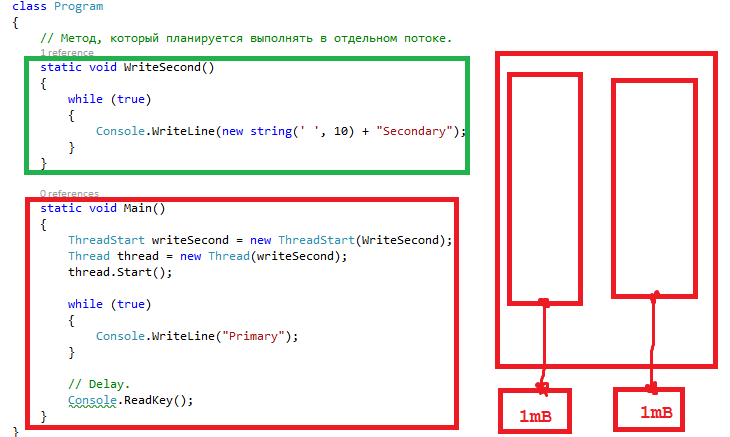 class Program
{
// Метод, который планируется выполнять в отдельном потоке.
1 reference
static void WriteSecond()
{
while (true)
{
Console.WriteLine(new string(' ', 10) + "Secondary");
}
}
0 references
static void Main()
{
ThreadStart writeSecond = new ThreadStart(WriteSecond);
Thread thread = new Thread(writeSecond);
thread.Start();
while (true)
{
Console.WriteLine("Primary");
}
// Delay.
Console.ReadKey();
}
}
1mB
1mB